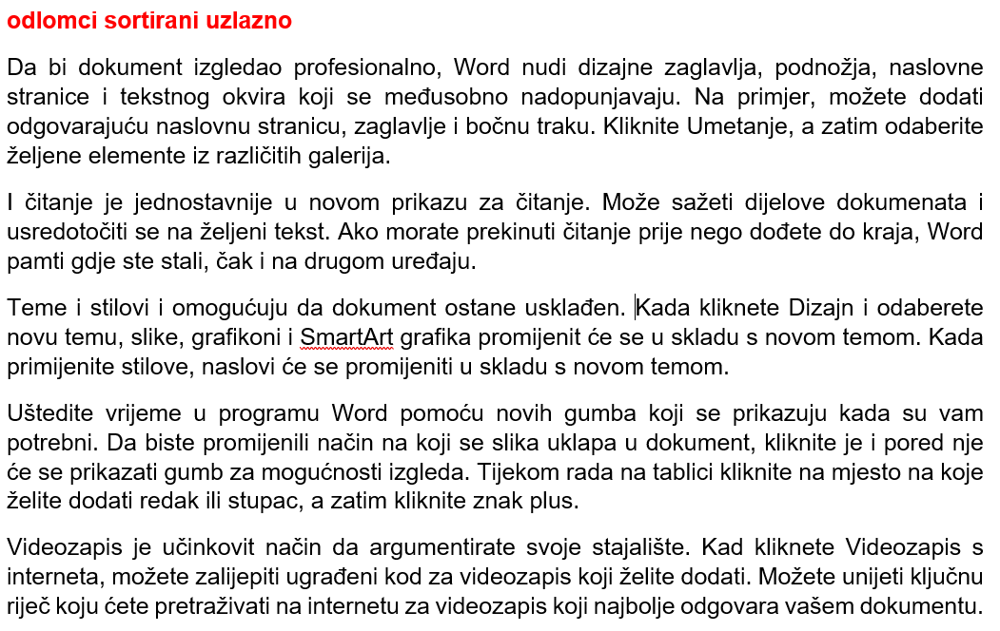 odlomci sortirani uzlazno
Da bi dokument izgledao profesionalno, Word nudi dizajne zaglavlja, podnožja, naslovne
stranice i tekstnog okvira koji se međusobno nadopunjavaju. Na primjer, možete dodati
odgovarajuću naslovnu stranicu, zaglavlje i bočnu traku. Kliknite Umetanje, a zatim odaberite
željene elemente iz različitih galerija.
I čitanje je jednostavnije u novom prikazu za čitanje. Može sažeti dijelove dokumenata i
usredotočiti se na željeni tekst. Ako morate prekinuti čitanje prije nego dođete do kraja, Word
pamti gdje ste stali, čak i na drugom uređaju.
Teme i stilovi i omogućuju da dokument ostane usklađen. Kada kliknete Dizajn i odaberete
novu temu, slike, grafikoni i SmartArt grafika promijenit će se u skladu s novom temom. Kada
primijenite stilove, naslovi će se promijeniti u skladu s novom temom.
Uštedite vrijeme u programu Word pomoću novih gumba koji se prikazuju kada su vam
potrebni. Da biste promijenili način na koji se slika uklapa u dokument, kliknite je i pored nje
će se prikazati gumb za mogućnosti izgleda. Tijekom rada na tablici kliknite na mjesto na koje
želite dodati redak ili stupac, a zatim kliknite znak plus.
Videozapis je učinkovit način da argumentirate svoje stajalište. Kad kliknete Videozapis s
interneta, možete zalijepiti ugrađeni kod za videozapis koji želite dodati. Možete unijeti ključnu
riječ koju ćete pretraživati na internetu za videozapis koji najbolje odgovara vašem dokumentu.